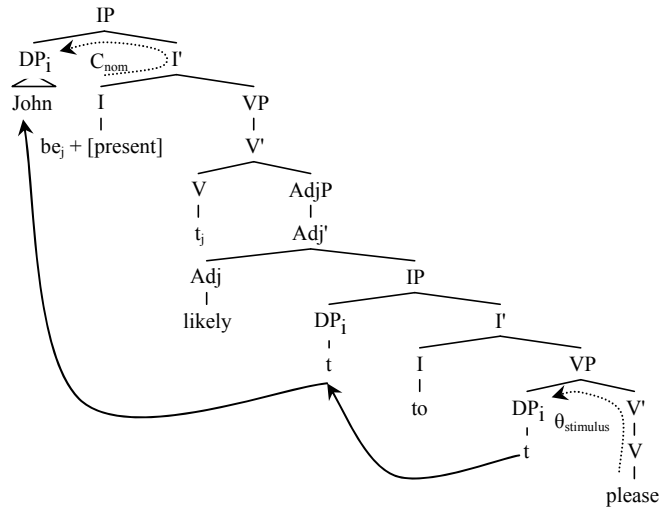 IP
DPi Cnom I'
John I VP
bej + [present] V'
V AdjP
tj Adj'
Adj IP
likely DPi I'
t I VP
to DPi θstimulus V'
t V
please